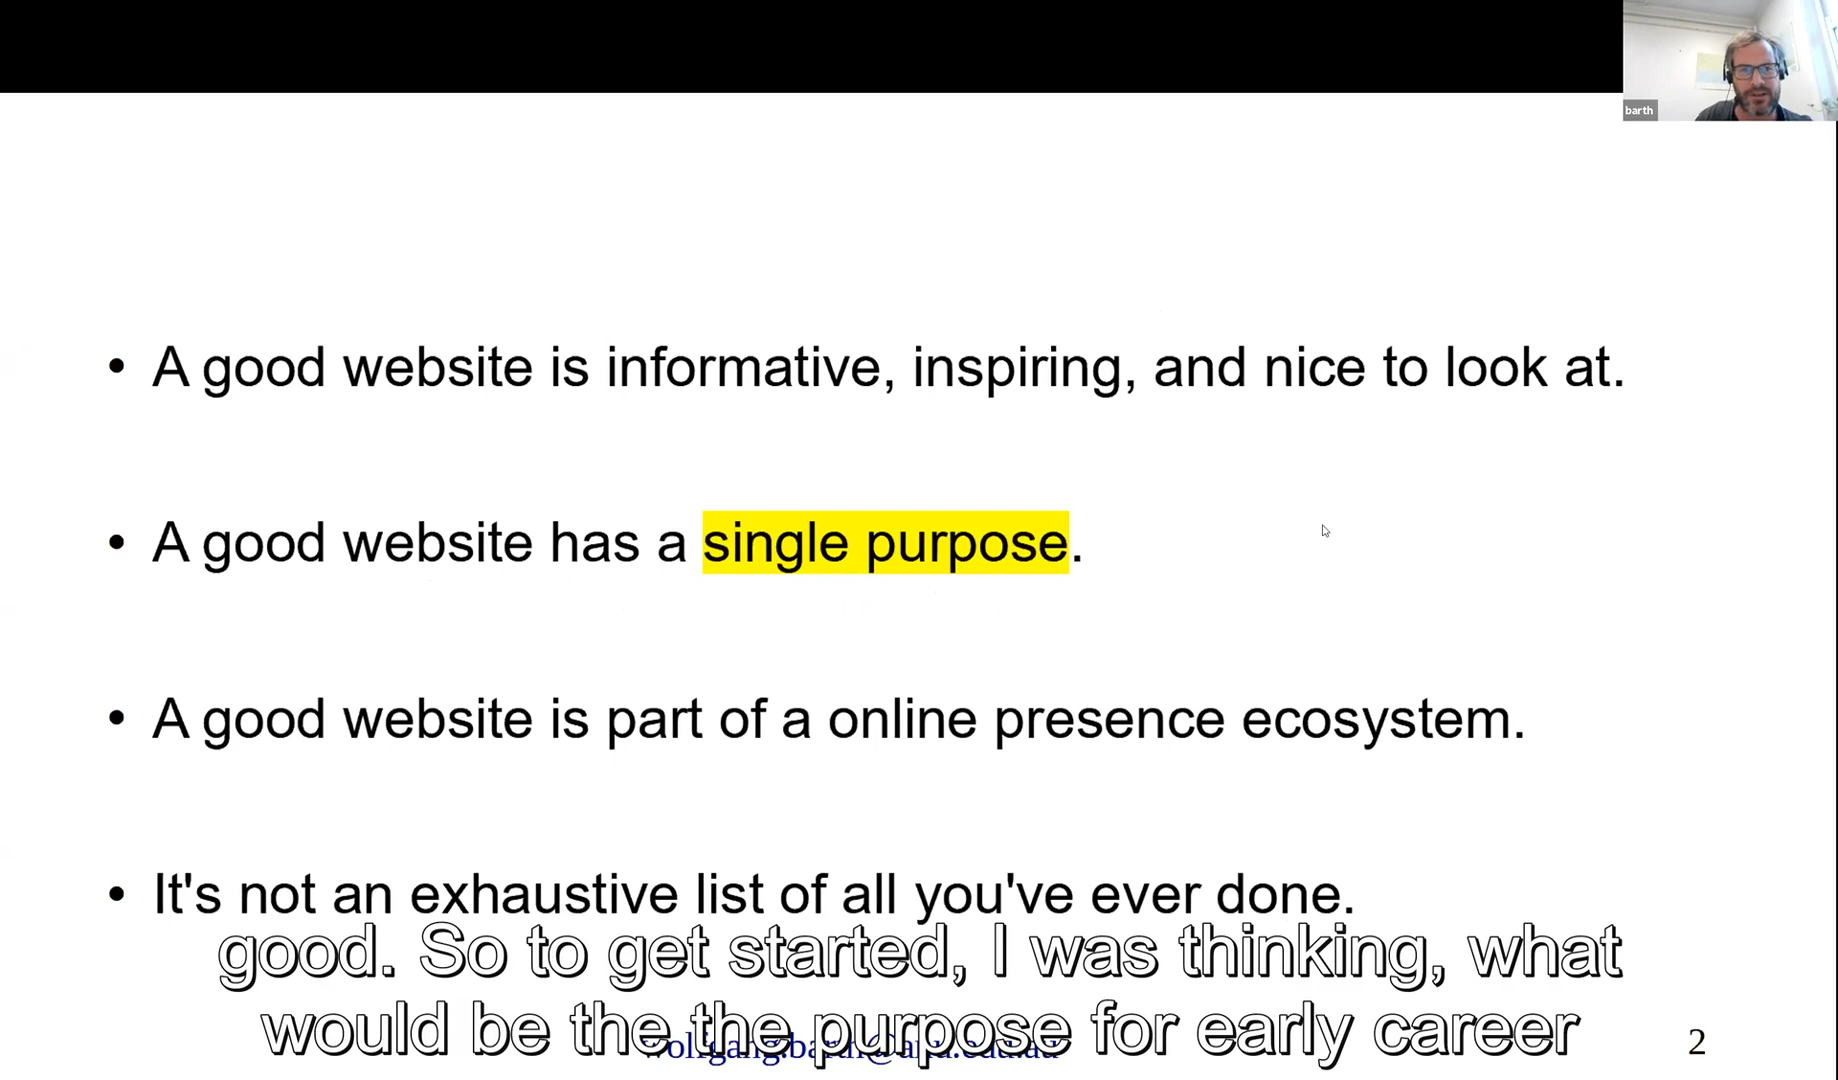 barth
• A good website is informative, inspiring, and nice to look at.
• A good website has a single purpose.
• A good website is part of a online presence ecosystem.
• It's not an exhaustive list of all you've ever done.
good. So to get started, I was thinking, what
would be the the purpose for early career
2